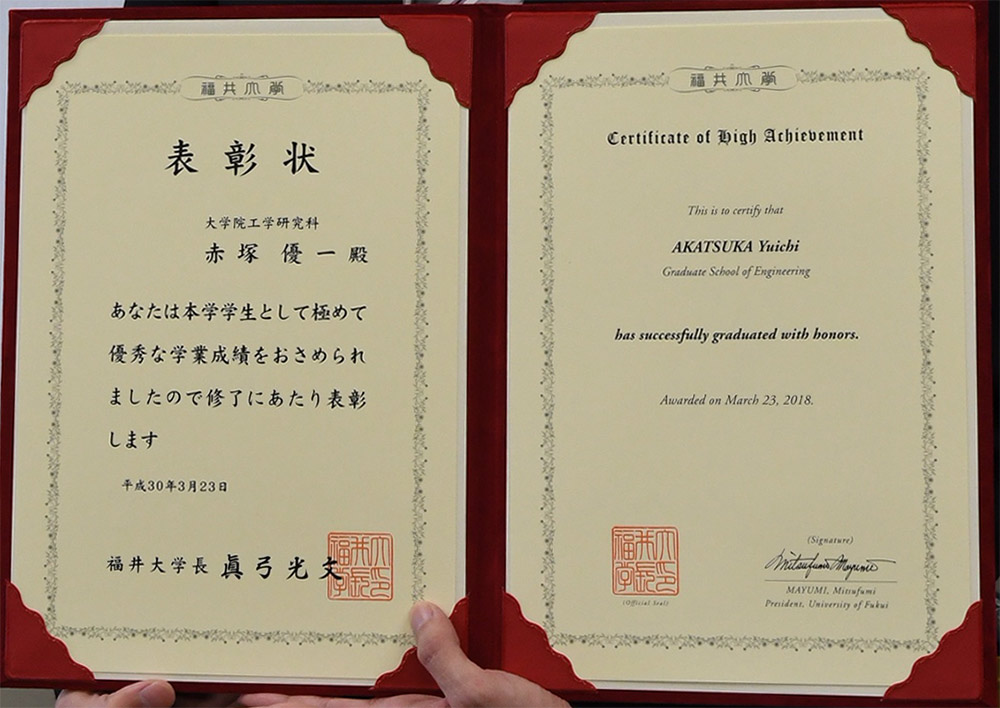 福井大学
表彰状
大学院工学研究科
赤塚 優一殿
あなたは本学学生として極めて
優秀な学業成績をおさめられ
ましたので修了にあたり表彰
します
平成30年3月23日
福井大学長 眞弓光文
福井大学
Certificate of High Achievement
This is to certify that
AKATSUKA Yuichi
Graduate School of Engineering
has successfully graduated with honors.
Awarded on March 23, 2018.
(Official Seal)
(Signature)
Mitsufumi Mayumi
MAYUMI, Mitsufumi
President, University of Fukui